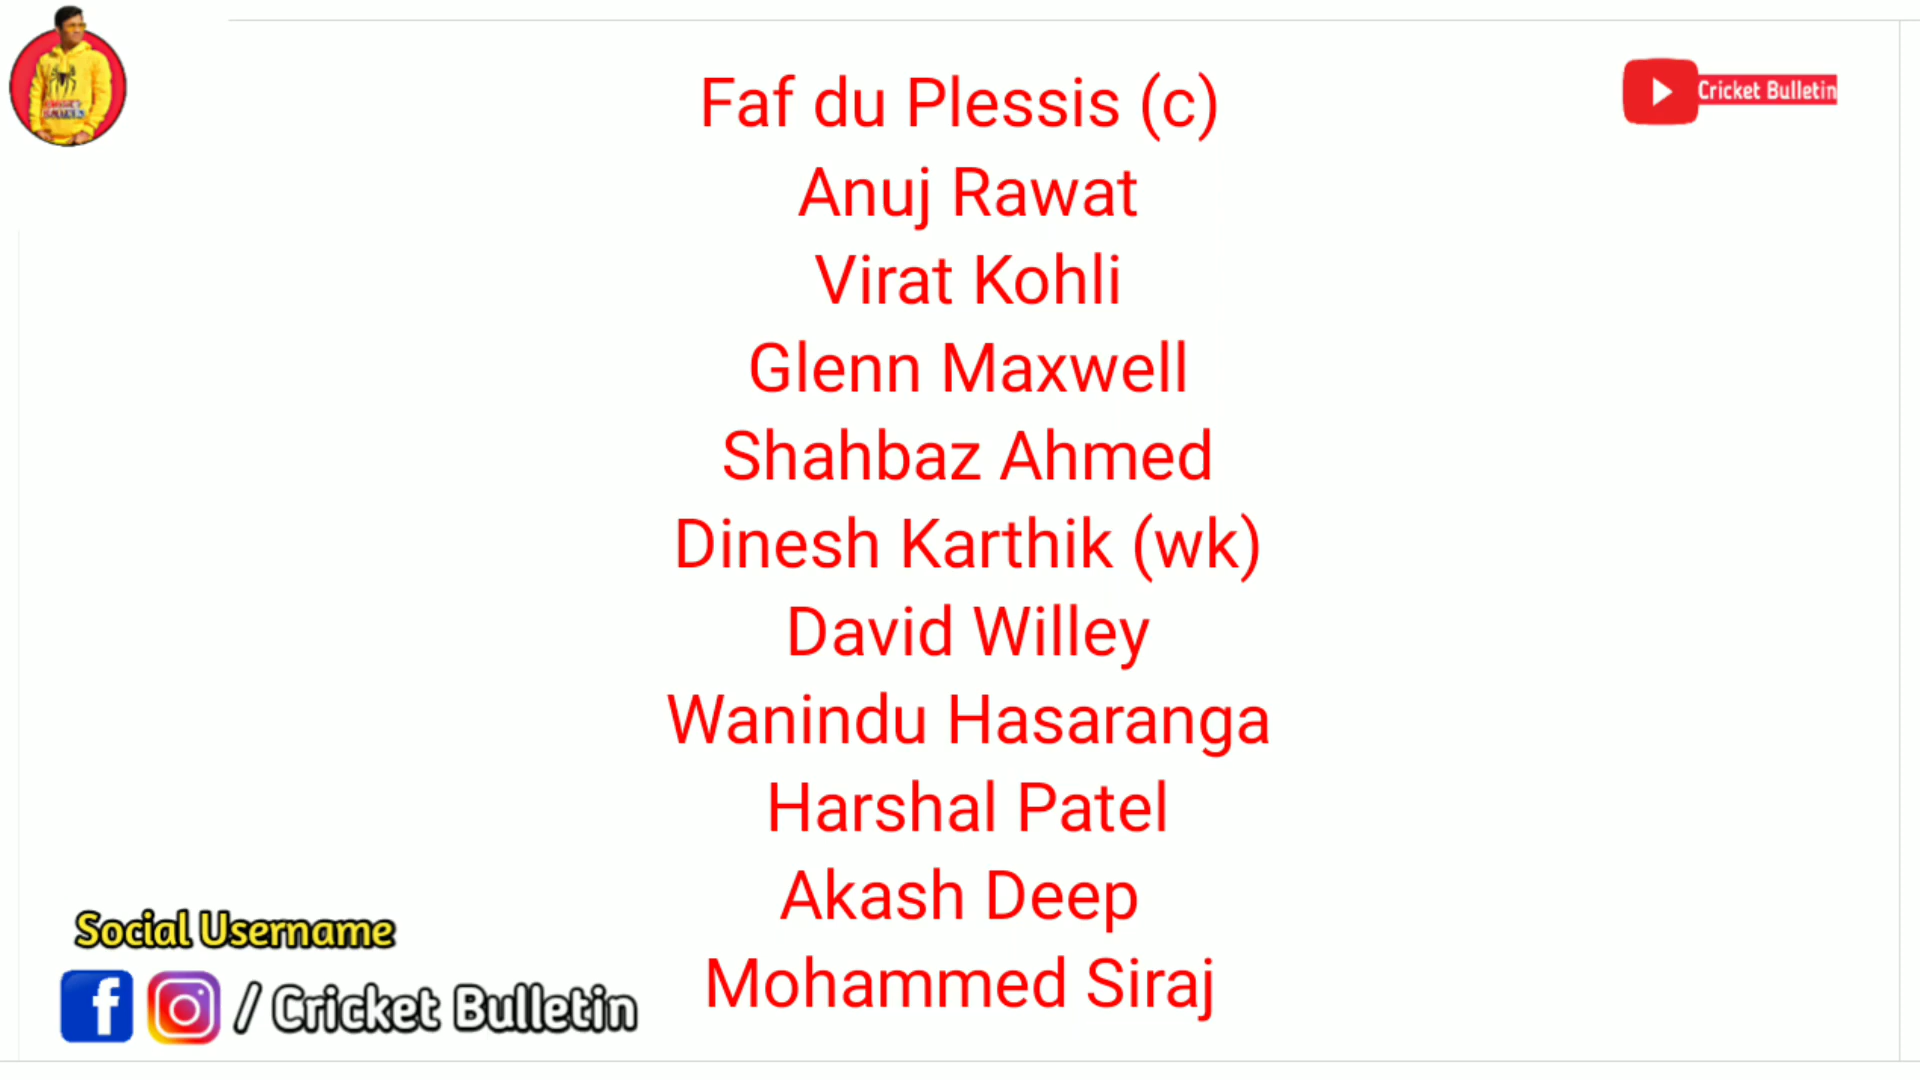 Faf du Plessis (c)
Cricket Bulletin
Anuj Rawat
Virat Kohli
Glenn Maxwell
Shahbaz Ahmed
Dinesh Karthik (wk)
David Willey
Wanindu Hasaranga
Harshal Patel
Akash Deep
Mohammed Siraj
Social Username
/ Cricket Bulletin